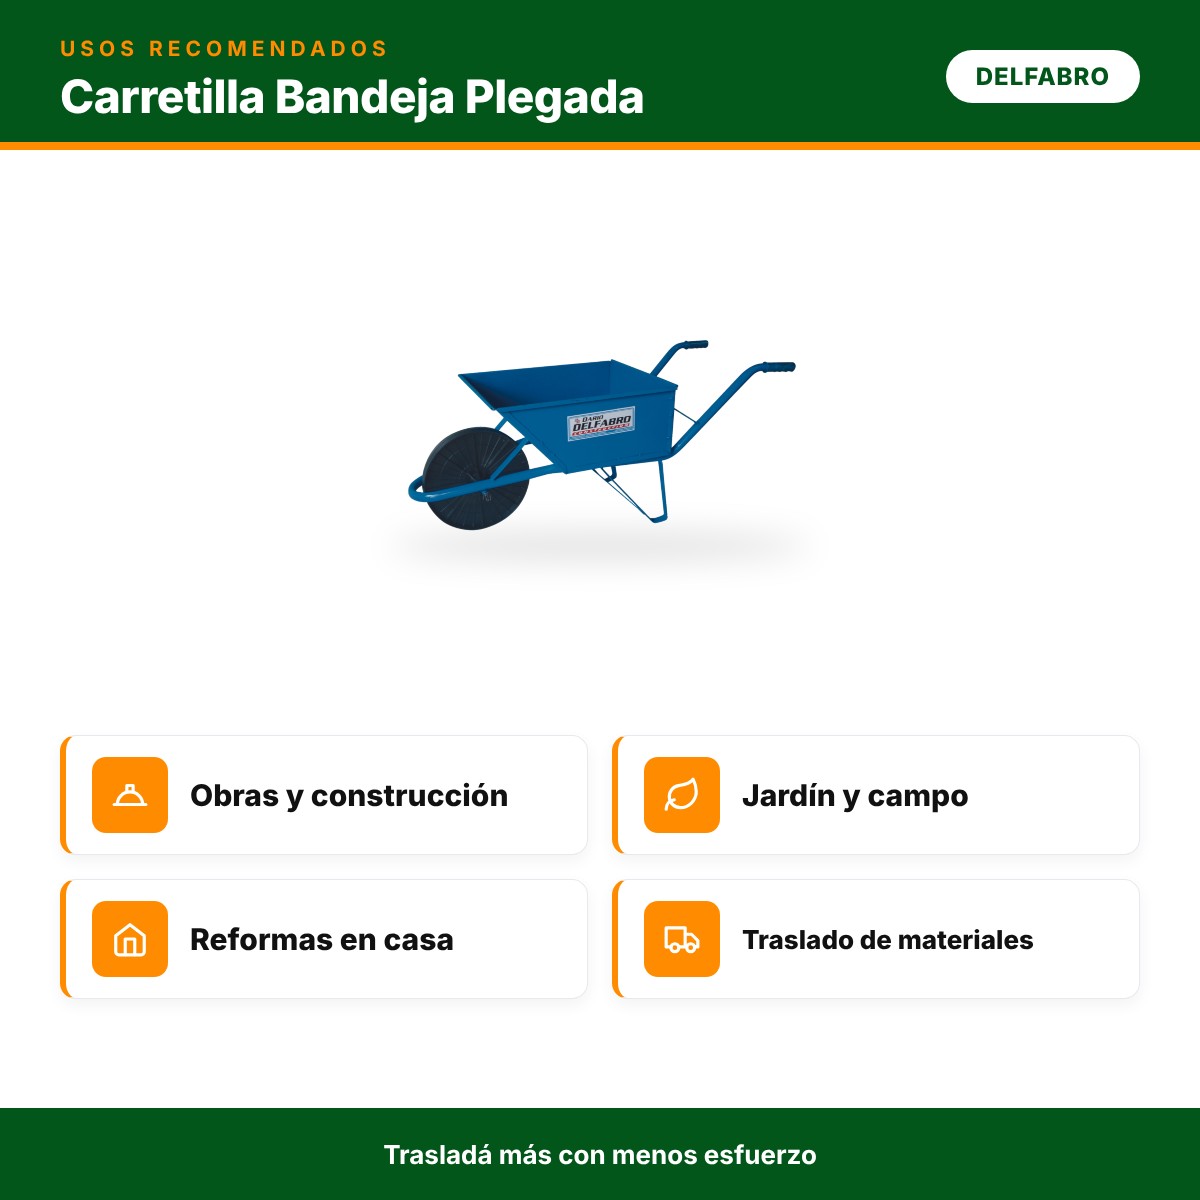 USOS RECOMENDADOS
Carretilla Bandeja Plegada
DELFABRO
DARIO
DELFABRO
Obras y construcción
Jardín y campo
Reformas en casa
Traslado de materiales
Trasladá más con menos esfuerzo